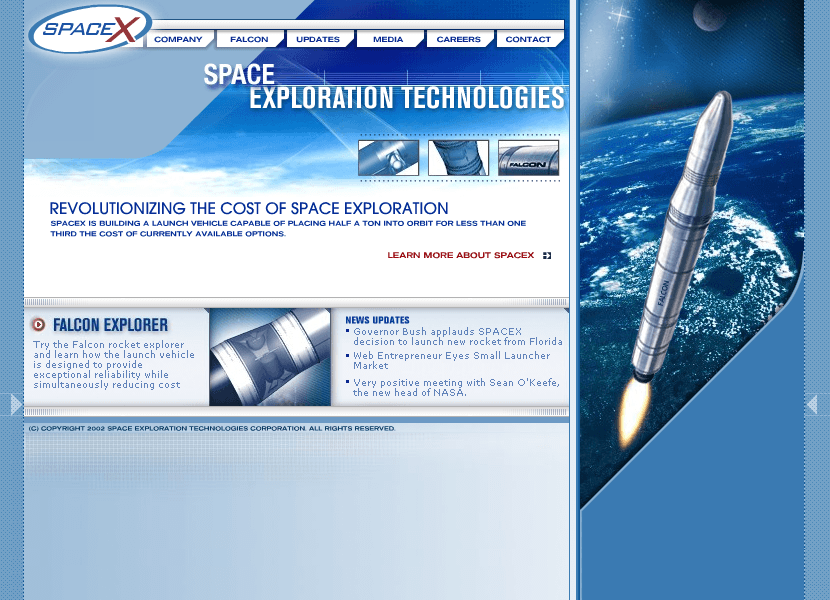 SPACEX
COMPANY
FALCON
UPDATES
MEDIA
CAREERS
CONTACT
SPACE
EXPLORATION TECHNOLOGIES
FALCON
REVOLUTIONIZING THE COST OF SPACE EXPLORATION
SPACEX IS BUILDING A LAUNCH VEHICLE CAPABLE OF PLACING HALF A TON INTO ORBIT FOR LESS THAN ONE
THIRD THE COST OF CURRENTLY AVAILABLE OPTIONS.
LEARN MORE ABOUT SPACEX
FALCON EXPLORER
Try the Falcon rocket explorer
and learn how the launch vehicle
is designed to provide
exceptional reliability while
simultaneously reducing cost
NEWS UPDATES
Governor Bush applauds SPACEX
decision to launch new rocket from Florida
Web Entrepreneur Eyes Small Launcher
Market
Very positive meeting with Sean O'Keefe,
the new head of NASA.
(C) COPYRIGHT 2002 SPACE EXPLORATION TECHNOLOGIES CORPORATION. ALL RIGHTS RESERVED.
FALCON